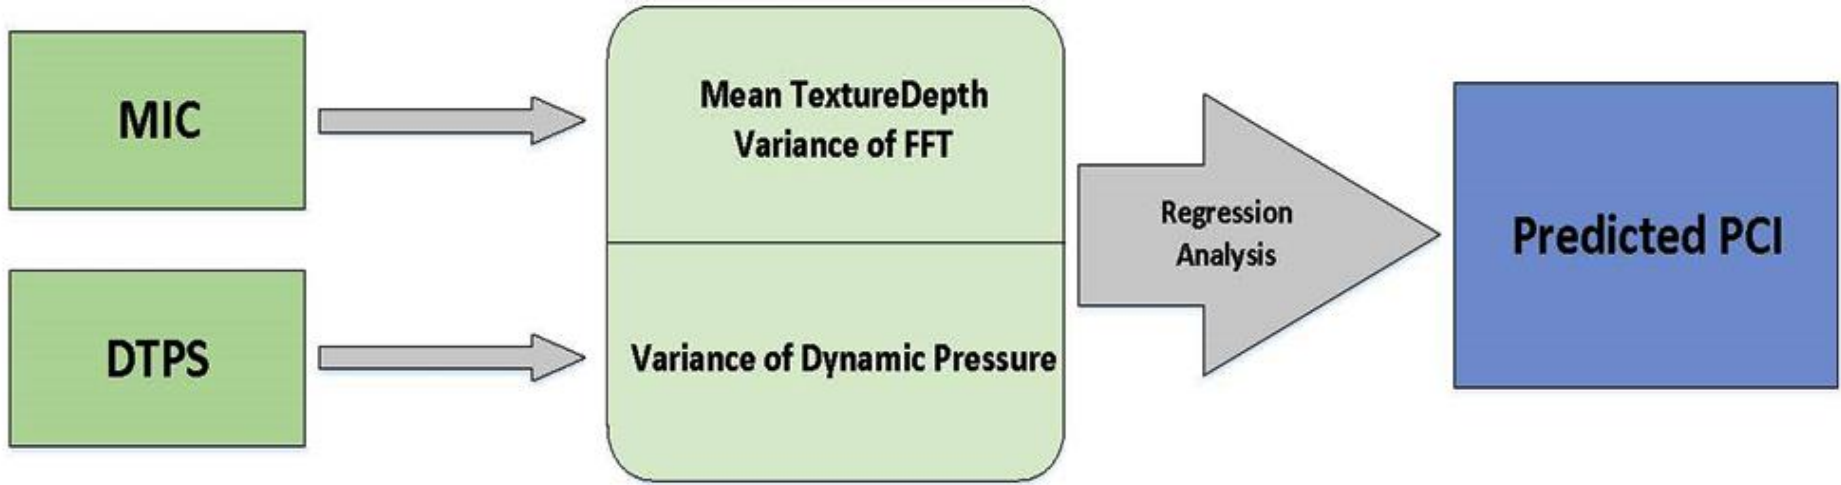 MIC
Mean TextureDepth
Variance of FFT
DTPS
Variance of Dynamic Pressure
Regression
Analysis
Predicted PCI